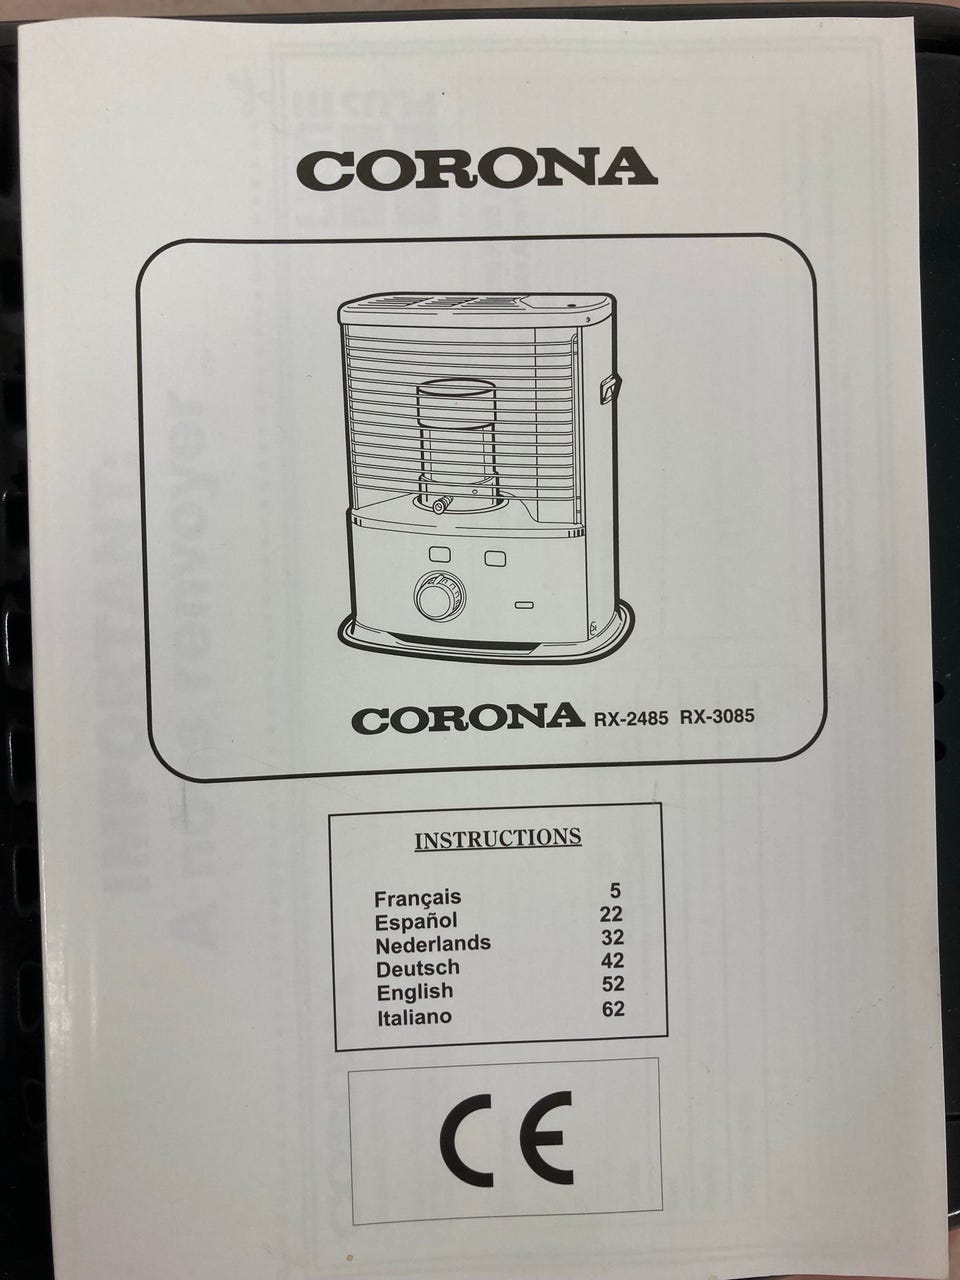 CORONA
CORONA RX-2485 RX-3085
INSTRUCTIONS
Français 5
Español 22
Nederlands 32
Deutsch 42
English 52
Italiano 62
CE